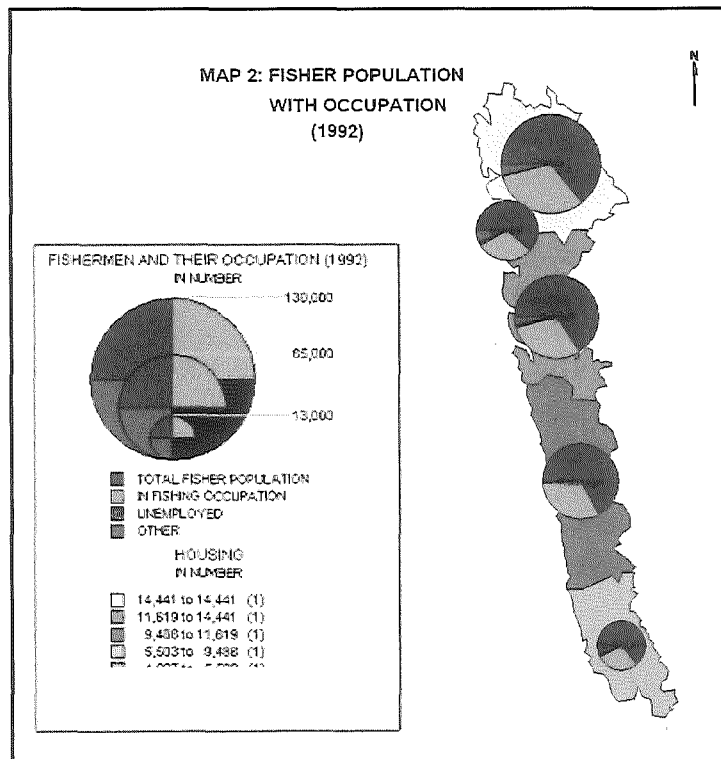 MAP 2: FISHER POPULATION
WITH OCCUPATION
(1992)
N
FISHERMEN AND THEIR OCCUPATION (1992)
IN NUMBER
130,000
65,000
13,000
TOTAL FISHER POPULATION
IN FISHING OCCUPATION
UNEMPLOYED
OTHER
HOUSING
IN NUMBER
14,441 to 14,441 (1)
11,619 to 14,441 (1)
9,486 to 11,619 (1)
5,503 to 9,486 (1)